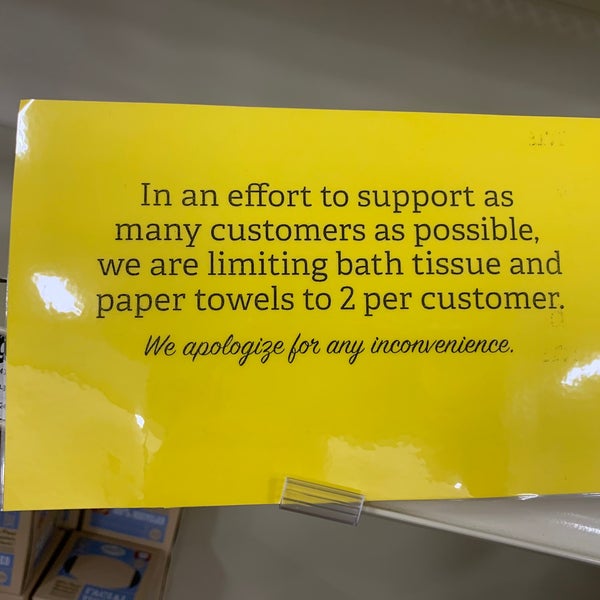 In an effort to support as
many customers as possible,
we are limiting bath tissue and
paper towels to 2 per customer.
We apologize for any inconvenience.
FACIAL